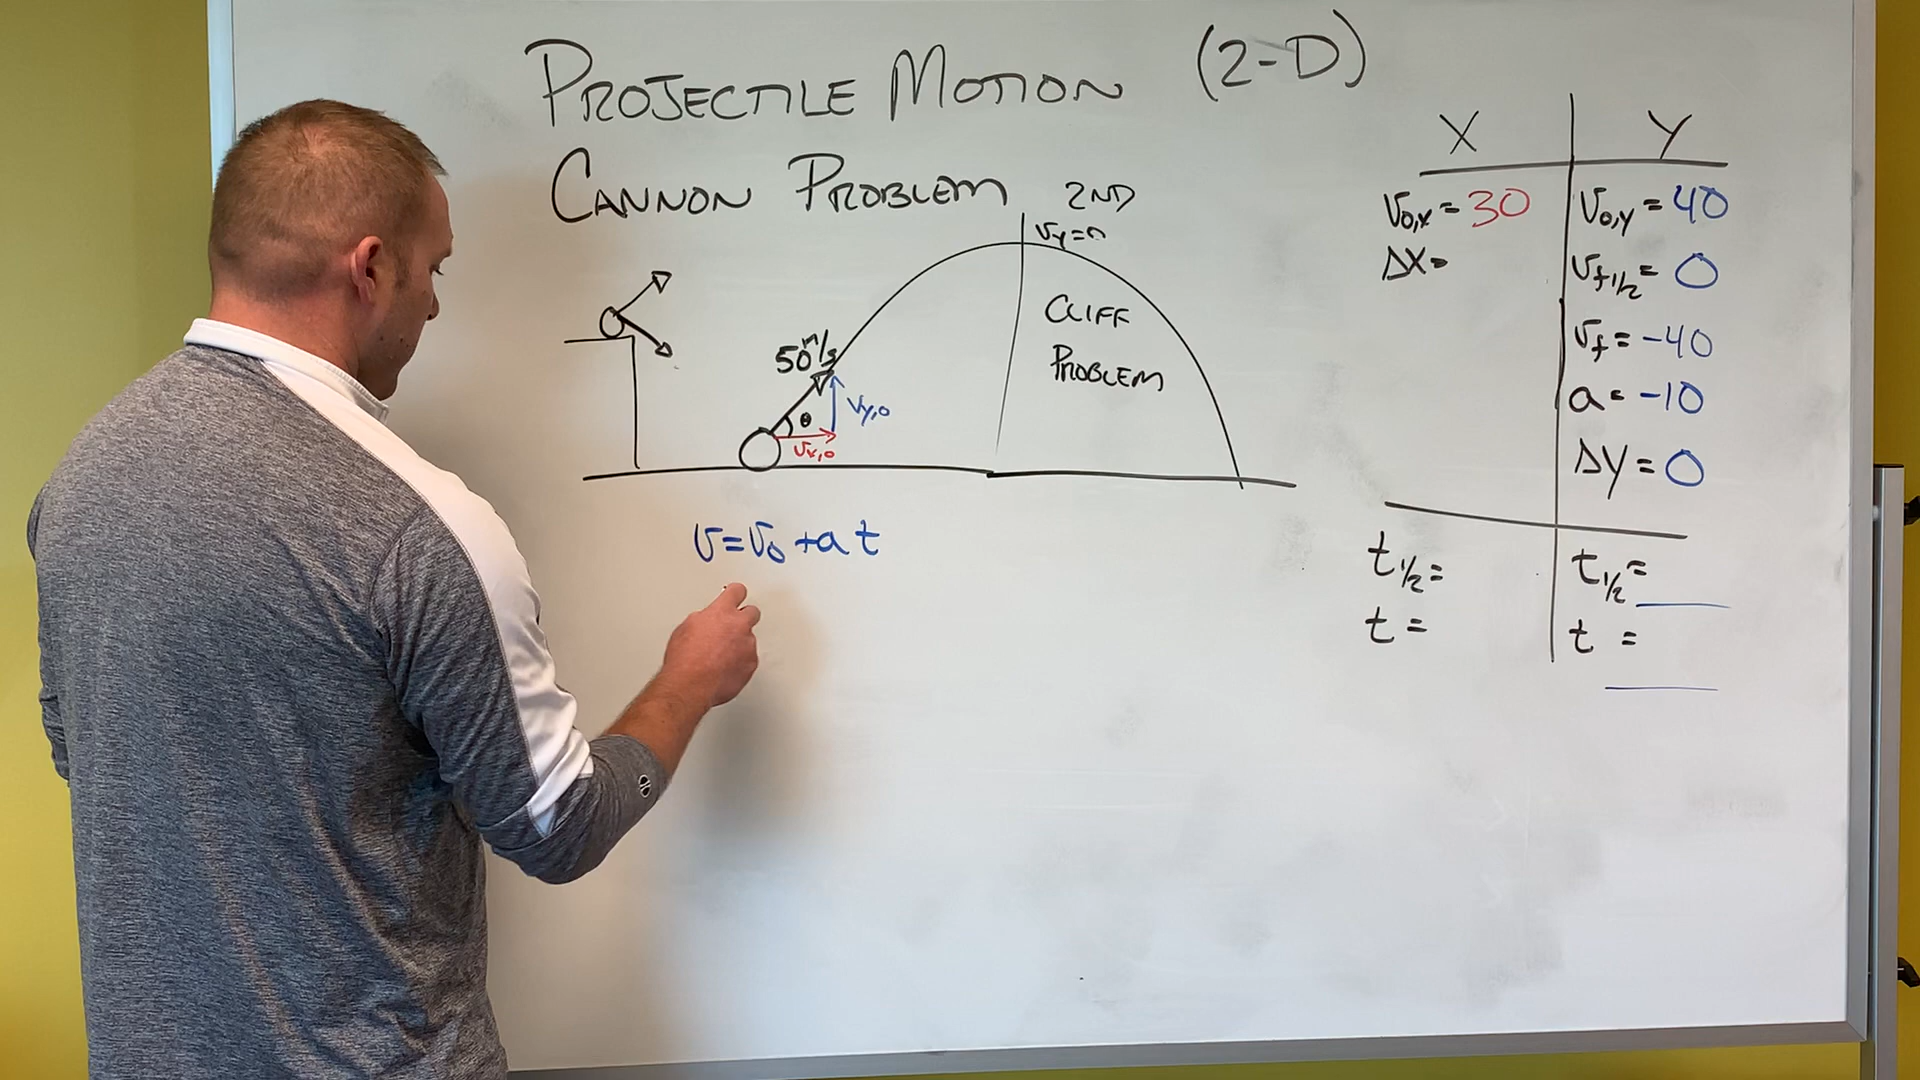 PROJECTILE MOTION (2-D)
CANNON PROBLEM
2ND
Vy=0
CLIFF
PROBLEM
50 m/s
θ
Vy,0
Vx,0
V=V0+at
X Y
V0,x=30 V0,y=40
Δx= Vf1/2=0
Vf=-40
a=-10
Δy=0
t1/2= t1/2=
t= t=